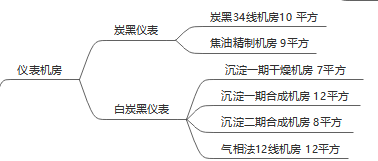 仪表机房
炭黑仪表
炭黑34线机房10 平方
焦油精制机房 9平方
白炭黑仪表
沉淀一期干燥机房 7平方
沉淀一期合成机房 12平方
沉淀二期合成机房 8平方
气相法12线机房 12平方